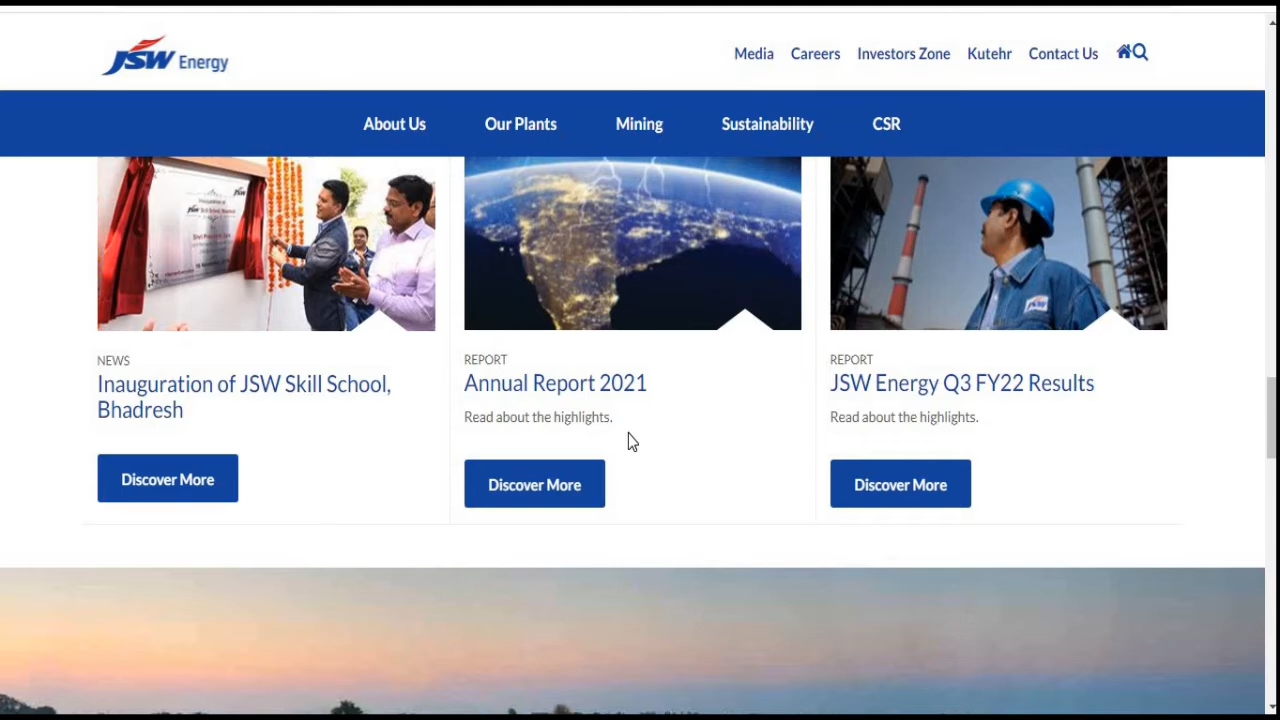 JSW Energy
Media Careers Investors Zone Kutehr Contact Us
About Us Our Plants Mining Sustainability CSR
NEWS
Inauguration of JSW Skill School,
Bhadresh
Discover More
REPORT
Annual Report 2021
Read about the highlights.
Discover More
REPORT
JSW Energy Q3 FY22 Results
Read about the highlights.
Discover More